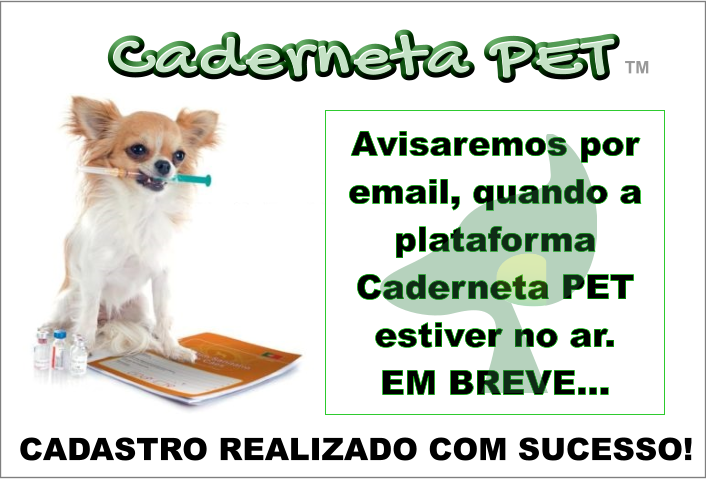 Caderneta PET TM
Avisaremos por
email, quando a
plataforma
Caderneta PET
estiver no ar.
EM BREVE...
CADASTRO REALIZADO COM SUCESSO!